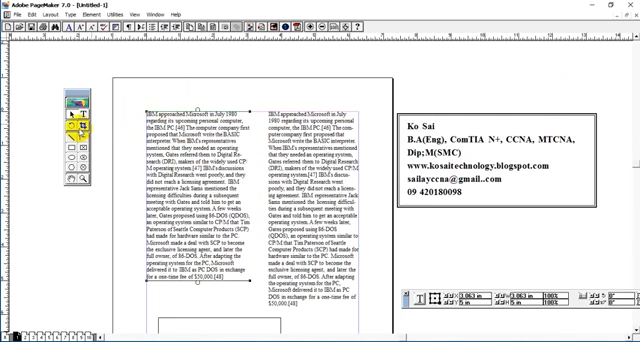 Adobe PageMaker 7.0 - [Untitled-1]
File Edit Layout Type Element Utilities View Window Help
IBM approached Microsoft in July 1980
regarding its upcoming personal computer,
the IBM PC.[46] The computer company first
proposed that Microsoft write the BASIC
interpreter. When IBM's representatives
mentioned that they needed an operating
system, Gates referred them to Digital Re-
search (DRI), makers of the widely used CP/
M operating system.[47] IBM's discussions
with Digital Research went
poorly, and they did
not reach a licensing agreement. IBM
representative Jack Sams mentioned the
licensing difficulties during a subsequent
meeting with Gates and told him to get an
acceptable operating system. A few weeks
later, Gates proposed using 86-DOS (QDOS),
an operating system similar to CP/M that Tim
Paterson of Seattle Computer Products (SCP)
had made for hardware similar to the PC.
Microsoft made a deal with SCP to become
the exclusive licensing agent, and later the
full owner, of 86-DOS. After adapting the
operating system for the PC, Microsoft
delivered it to IBM as PC DOS in exchange
for a one-time fee of $50,000.[48]
IBM approached Microsoft in July 1980
regarding its upcoming personal computer,
the IBM PC.[46] The com-
puter company first proposed that
Microsoft write the BASIC interpreter.
When IBM's representatives mentioned
that they needed an operating system,
Gates referred them to Digital Research
(DRI), makers of the widely used CP/M
operating system.[47] IBM's discus-
sions with Digital Research went
poorly, and they did not reach a licens-
ing agreement. IBM representative
Jack Sams mentioned the licensing difficul-
ties during a subsequent meeting with
Gates and told him to get an acceptable
operating system. A few weeks later,
Gates proposed using 86-DOS
(QDOS), an operating system similar
to CP/M that Tim Paterson of Seattle
Computer Products (SCP) had made for
hardware similar to the PC. Microsoft
made a deal with SCP to become the
exclusive licensing agent, and later the
full owner, of 86-DOS. After adapting
the operating system for the PC,
Microsoft delivered it to IBM as PC
DOS in exchange for a one-time fee of
$50,000.[48]
Ko Sai
B.A(Eng), ComTIA N+, CCNA, MTCNA,
Dip;M(SMC)
www.kosaitechnology.blogspot.com
sailayccna@gmail..com
09 420180098
X 3.063 in W 3.063 in 100% 0°
Y 5 in H 5 in 100% 0°